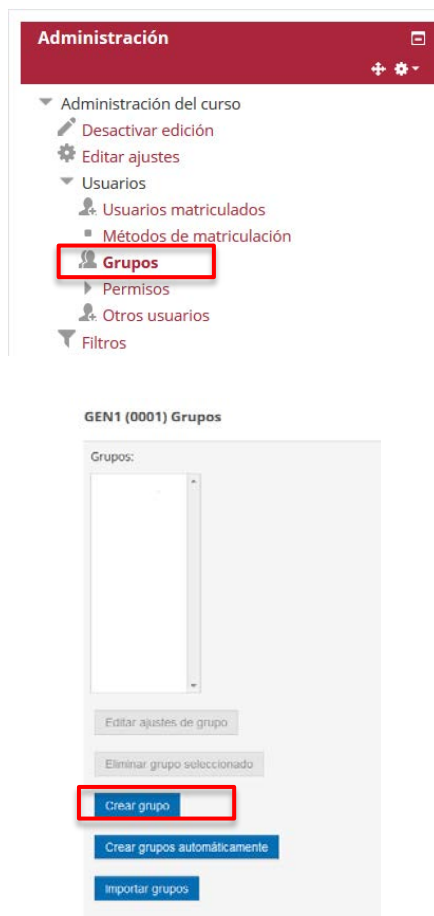 Administración
Administración del curso
Desactivar edición
Editar ajustes
Usuarios
Usuarios matriculados
Métodos de matriculación
Grupos
Permisos
Otros usuarios
Filtros
GEN1 (0001) Grupos
Grupos:
Editar ajustes de grupo
Eliminar grupo seleccionado
Crear grupo
Crear grupos automáticamente
Importar grupos